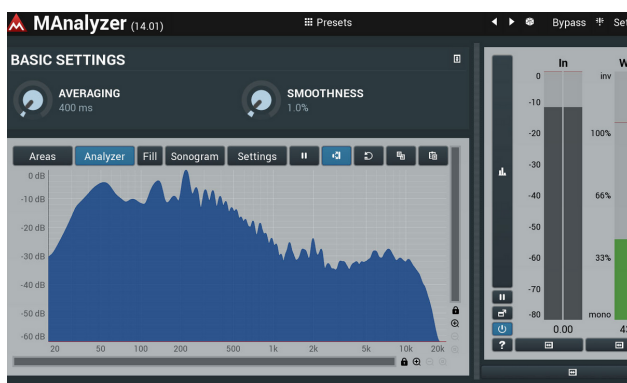 MAnalyzer (14.01)
Presets
Bypass
Set
BASIC SETTINGS
AVERAGING
400 ms
SMOOTHNESS
1.0%
Areas
Analyzer
Fill
Sonogram
Settings
0 dB
-10 dB
-20 dB
-30 dB
-40 dB
-50 dB
-60 dB
20 50 100 200 500 1k 2k 5k 10k 20k
In
W
0
-10
-20
-30
-40
-50
-60
-70
-80
0.00
inv
100%
66%
33%
mono
?